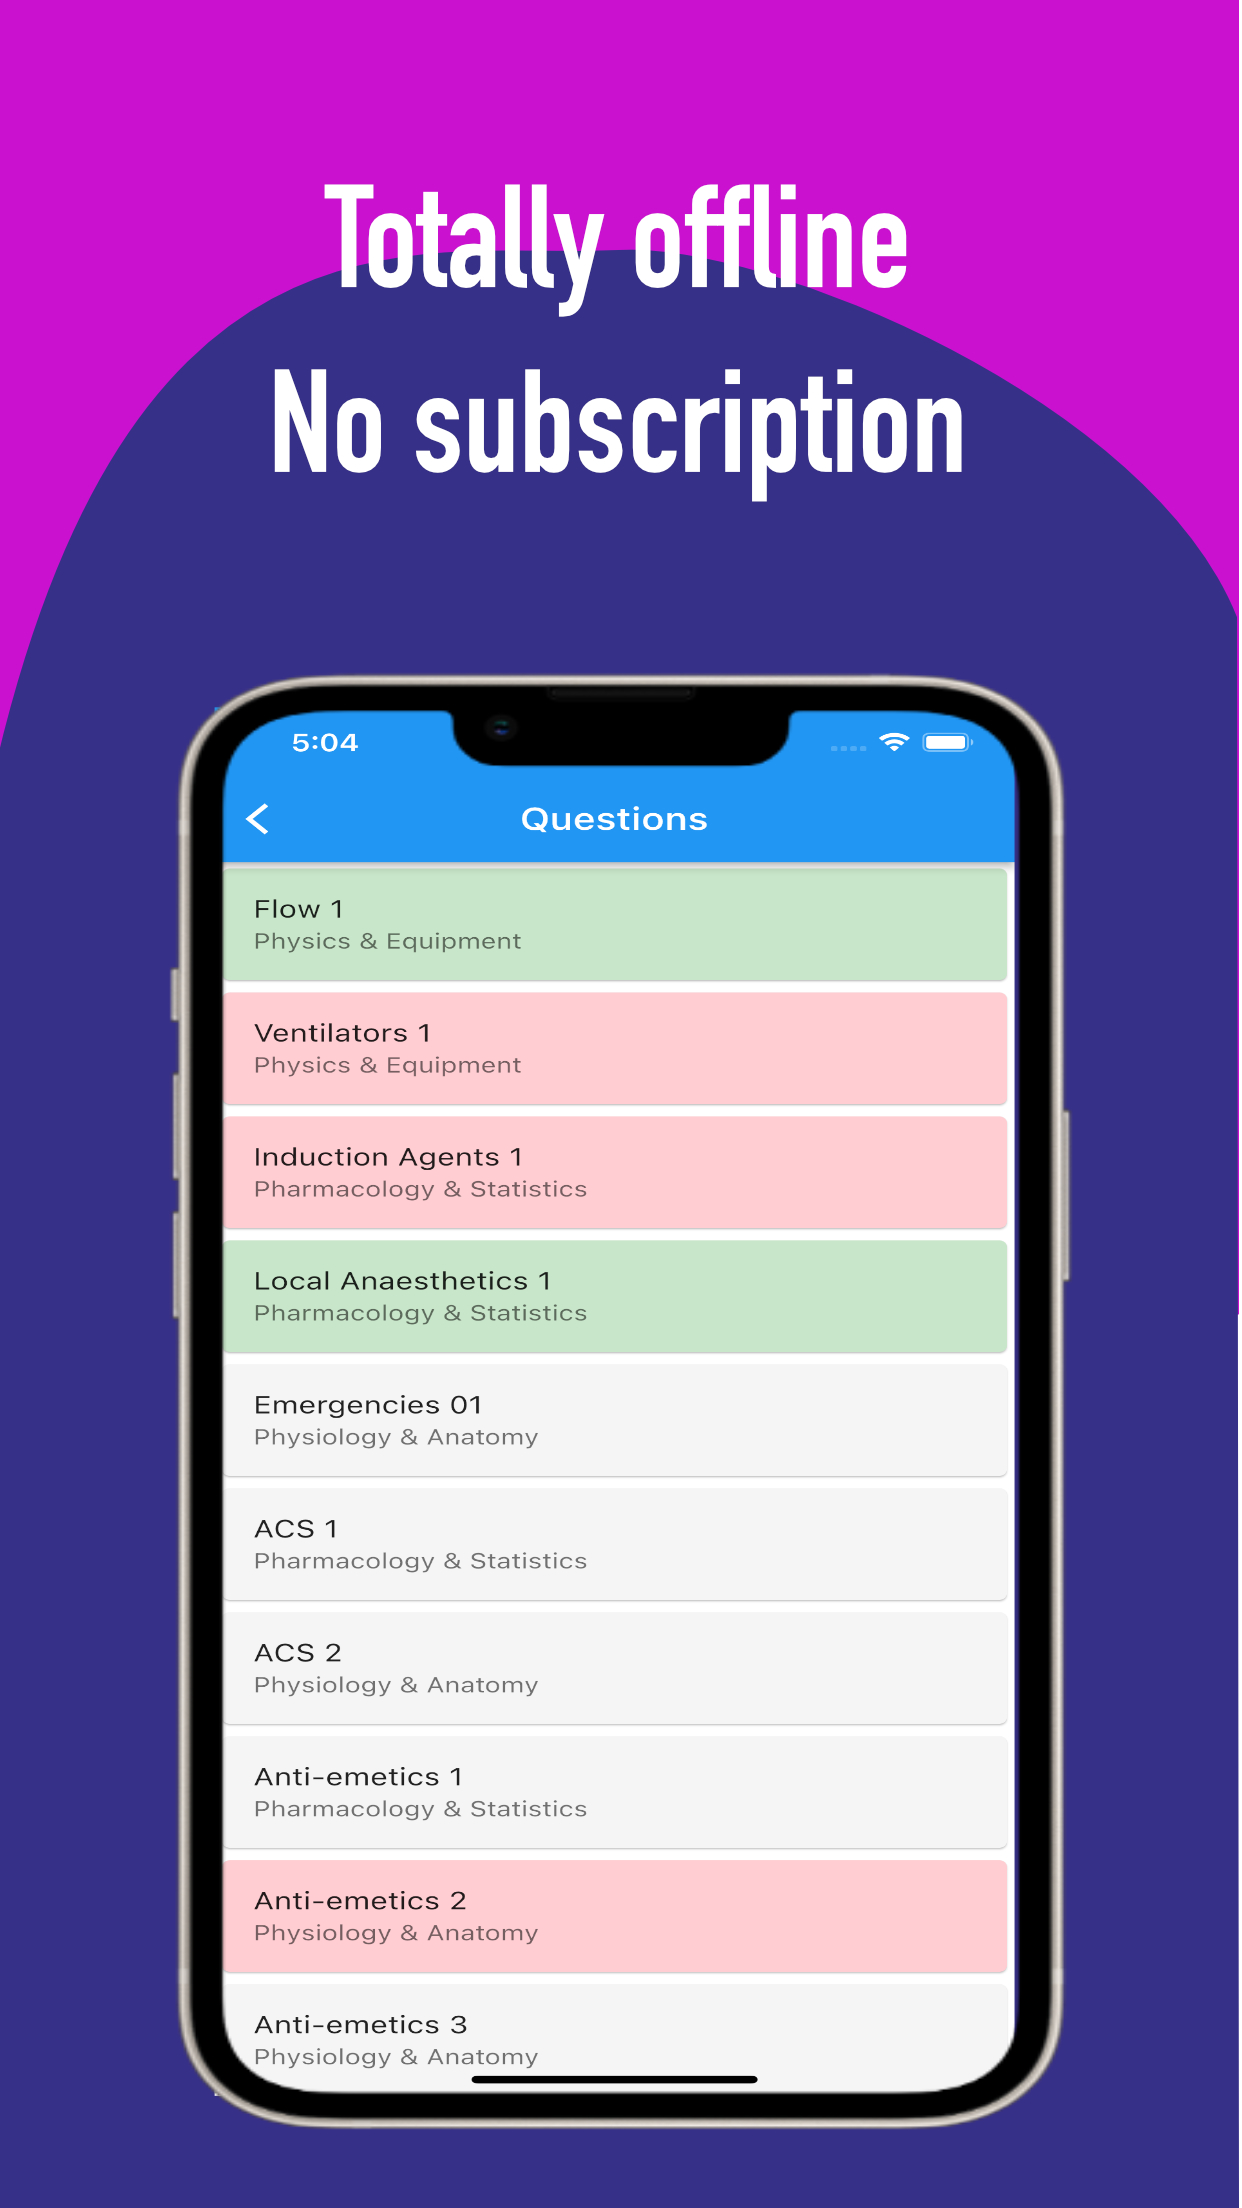 Totally offline
No subscription
5:04
Questions
Flow 1
Physics & Equipment
Ventilators 1
Physics & Equipment
Induction Agents 1
Pharmacology & Statistics
Local Anaesthetics 1
Pharmacology & Statistics
Emergencies 01
Physiology & Anatomy
ACS 1
Pharmacology & Statistics
ACS 2
Physiology & Anatomy
Anti-emetics 1
Pharmacology & Statistics
Anti-emetics 2
Physiology & Anatomy
Anti-emetics 3
Physiology & Anatomy